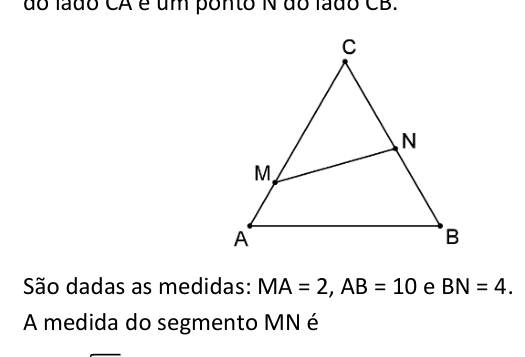 do lado CA e um ponto N do lado CB.
C
N
M
A
B
São dadas as medidas: MA = 2, AB = 10 e BN = 4.
A medida do segmento MN é